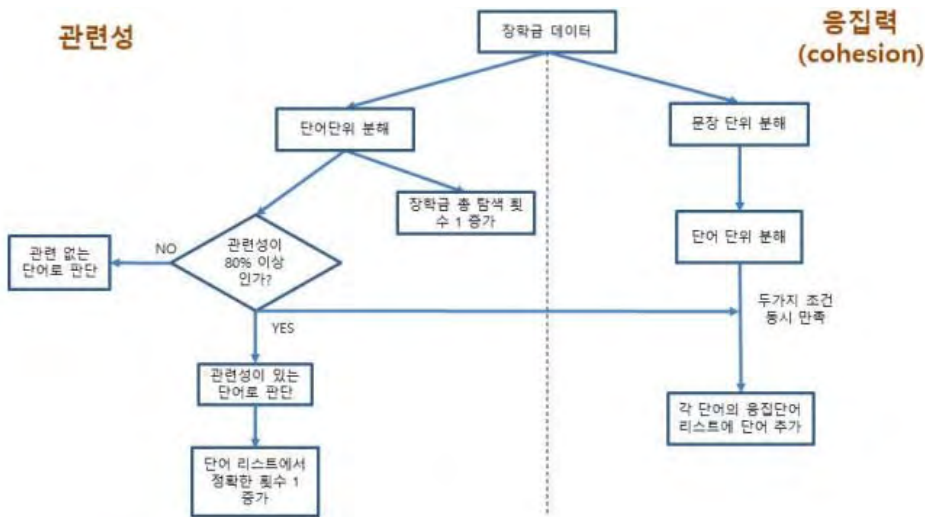 관련성
장학금 데이터
응집력
(cohesion)
단어단위 분해
문장 단위 분해
장학금 총 탐색 횟
수 1 증가
단어 단위 분해
관련 없는
단어로 판단
NO
관련성이
80% 이상
인가?
두가지 조건
동시 만족
YES
관련성이 있는
단어로 판단
각 단어의 응집단어
리스트에 단어 추가
단어 리스트에서
정확한 횟수 1
증가